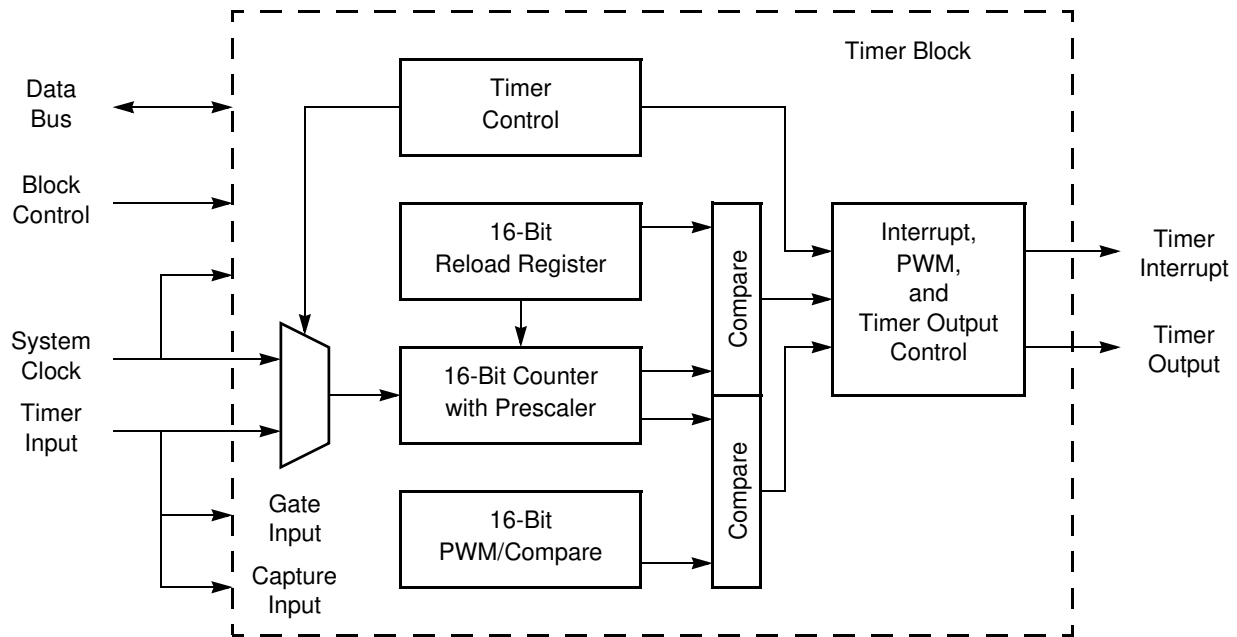 Timer Block
Data
Bus
Timer
Control
Block
Control
16-Bit
Reload Register
Compare
Interrupt,
PWM,
and
Timer Output
Control
Timer
Interrupt
System
Clock
16-Bit Counter
with Prescaler
Timer
Output
Timer
Input
Compare
Gate
Input
16-Bit
PWM/Compare
Capture
Input